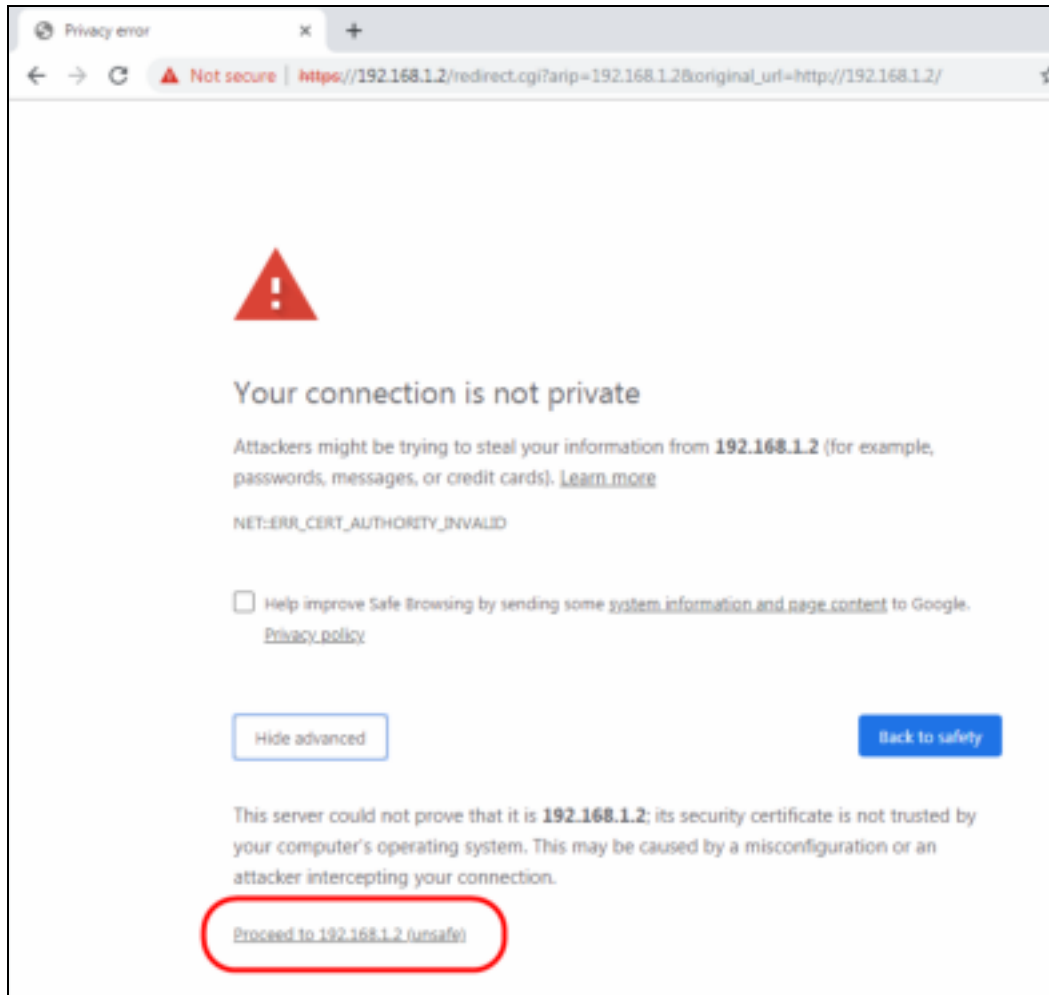 Privacy error
Not secure | https://192.168.1.2/redirect.cgi?arip=192.168.1.2&original_url=http://192.168.1.2/
Your connection is not private
Attackers might be trying to steal your information from 192.168.1.2 (for example,
passwords, messages, or credit cards). Learn more
NET::ERR_CERT_AUTHORITY_INVALID
Help improve Safe Browsing by sending some system information and page content to Google.
Privacy policy
Hide advanced
Back to safety
This server could not prove that it is 192.168.1.2; its security certificate is not trusted by
your computer's operating system. This may be caused by a misconfiguration or an
attacker intercepting your connection.
Proceed to 192.168.1.2 (unsafe)